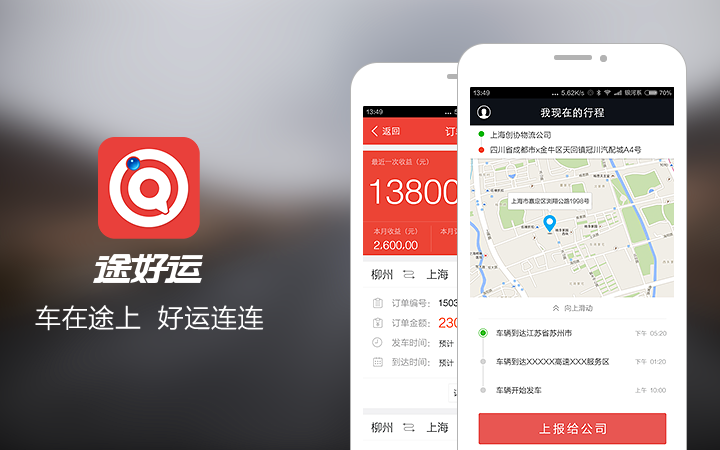 途好运
车在途上 好运连连
13:49
返回
最近一次收益（元）
13800
本月收益（元）
2.600.00
柳州 上海
订单编号：
订单金额：
发车时间： 预计
到达时间： 预计
柳州 上海
13:49 ... 5.62K/s 银河系 70%
我现在的行程
上海创协物流公司
四川省成都市x金牛区天回镇冠川汽配城A4号
上海市嘉定区浏翔公路1998号
向上滑动
车辆到达江苏省苏州市 下午 05:20
车辆到达XXXXX高速XXX服务区 下午 01:20
车辆开始发车 上午 10:00
上报给公司